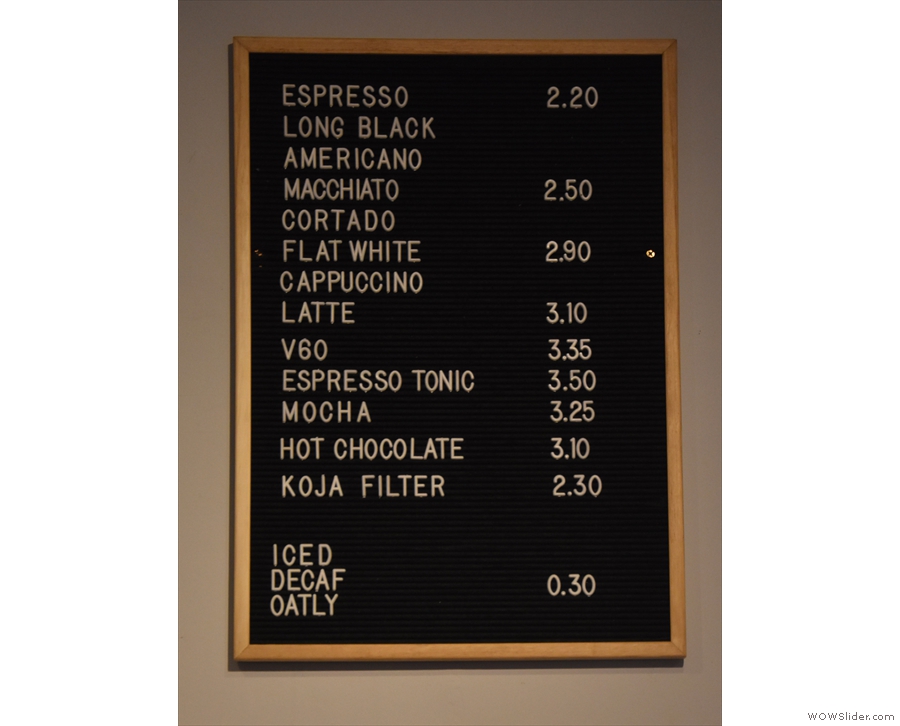 ESPRESSO 2.20
LONG BLACK
AMERICANO
MACCHIATO 2.50
CORTADO
FLAT WHITE 2.90
CAPPUCCINO
LATTE 3.10
V60 3.35
ESPRESSO TONIC 3.50
MOCHA 3.25
HOT CHOCOLATE 3.10
KOJA FILTER 2.30
ICED
DECAF 0.30
OATLY
WOWSlider.com